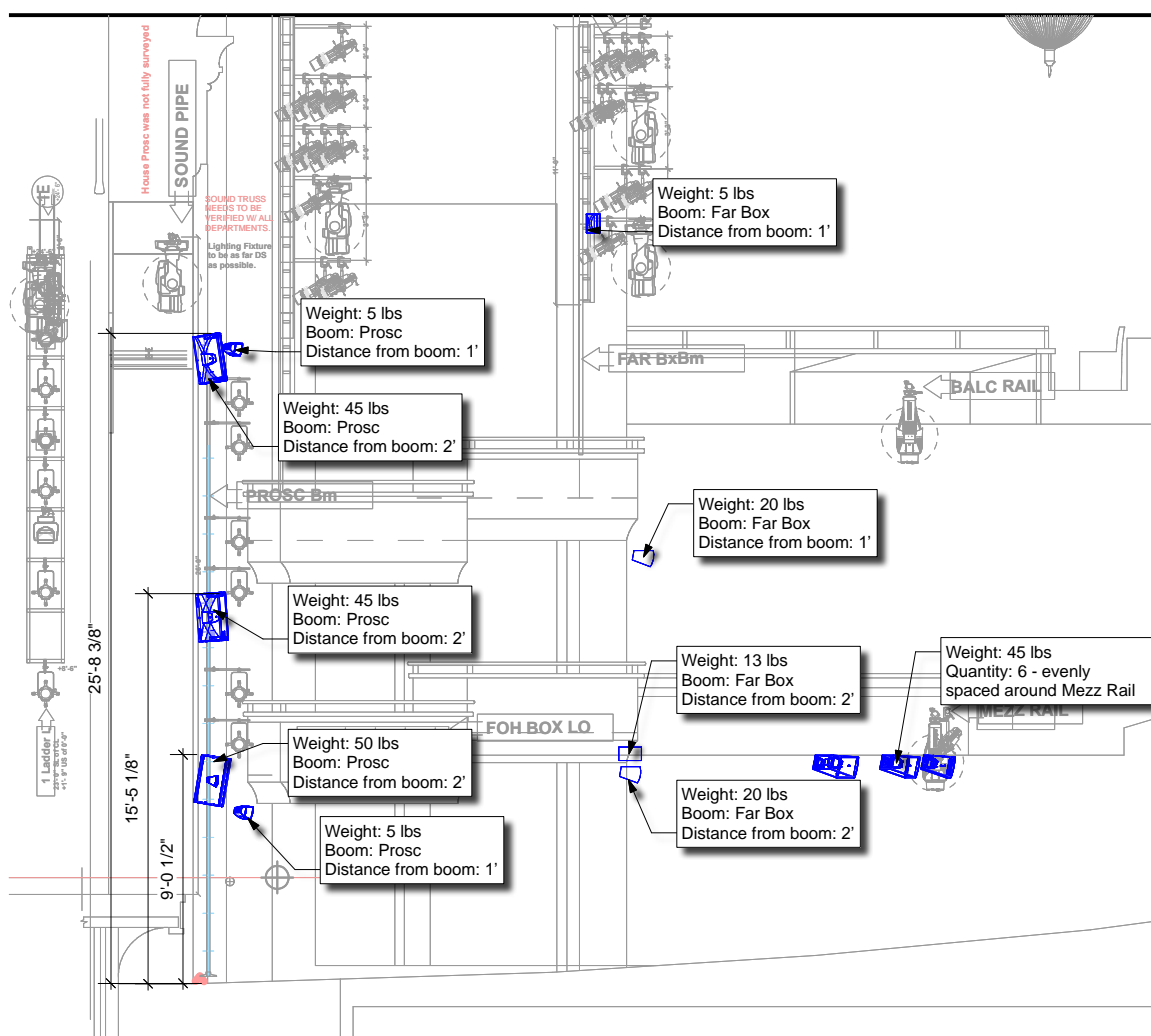 House Prosc was not fully surveyed
SOUND PIPE
SOUND TRUSS
NEEDS TO BE
VERIFIED W/ ALL
DEPARTMENTS.
Lighting Fixture
to be as far DS
as possible.
Weight: 5 lbs
Boom: Far Box
Distance from boom: 1'
Weight: 5 lbs
Boom: Prosc
Distance from boom: 1'
FAR BxBm
BALC RAIL
Weight: 45 lbs
Boom: Prosc
Distance from boom: 2'
PROSC Bm
Weight: 20 lbs
Boom: Far Box
Distance from boom: 1'
Weight: 45 lbs
Boom: Prosc
Distance from boom: 2'
25'-8 3/8"
Weight: 13 lbs
Boom: Far Box
Distance from boom: 2'
Weight: 45 lbs
Quantity: 6 - evenly
spaced around Mezz Rail
MEZZ RAIL
FOH BOX LO
+8'-6"
1 Ladder
Weight: 50 lbs
Boom: Prosc
Distance from boom: 2'
15'-5 1/8"
Weight: 20 lbs
Boom: Far Box
Distance from boom: 2'
9'-0 1/2"
Weight: 5 lbs
Boom: Prosc
Distance from boom: 1'